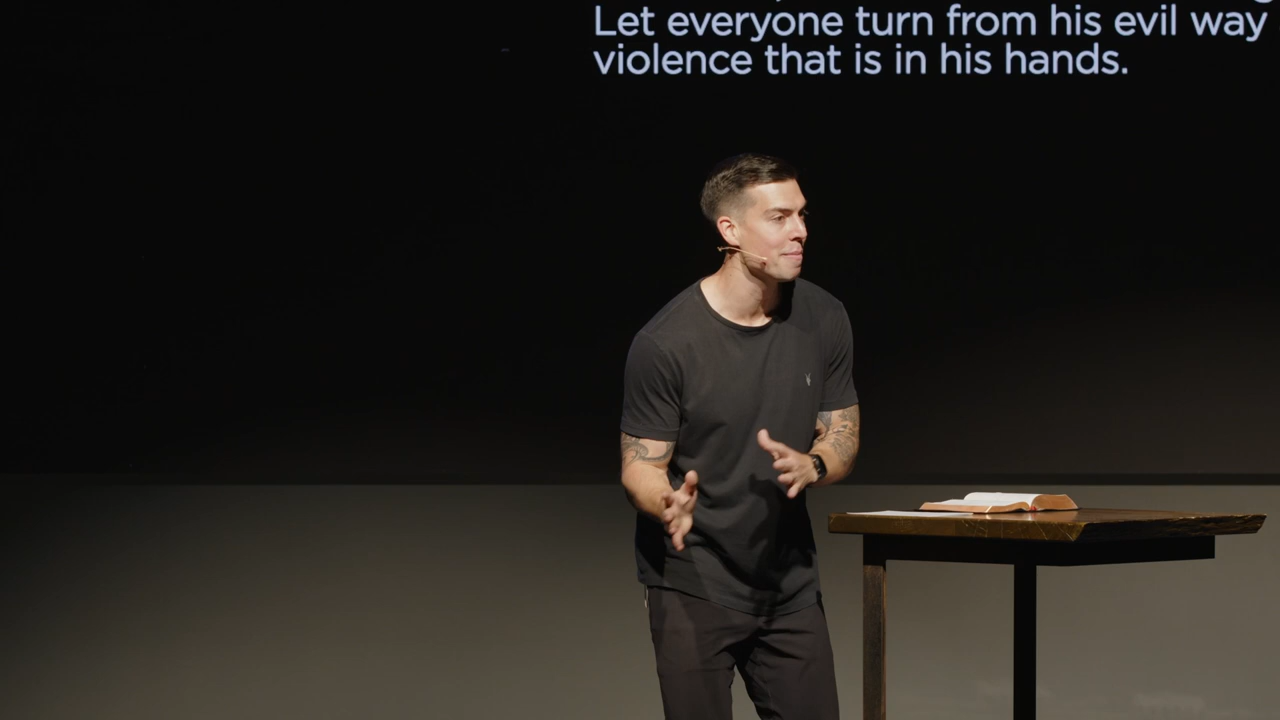 Let everyone turn from his evil way
violence that is in his hands.